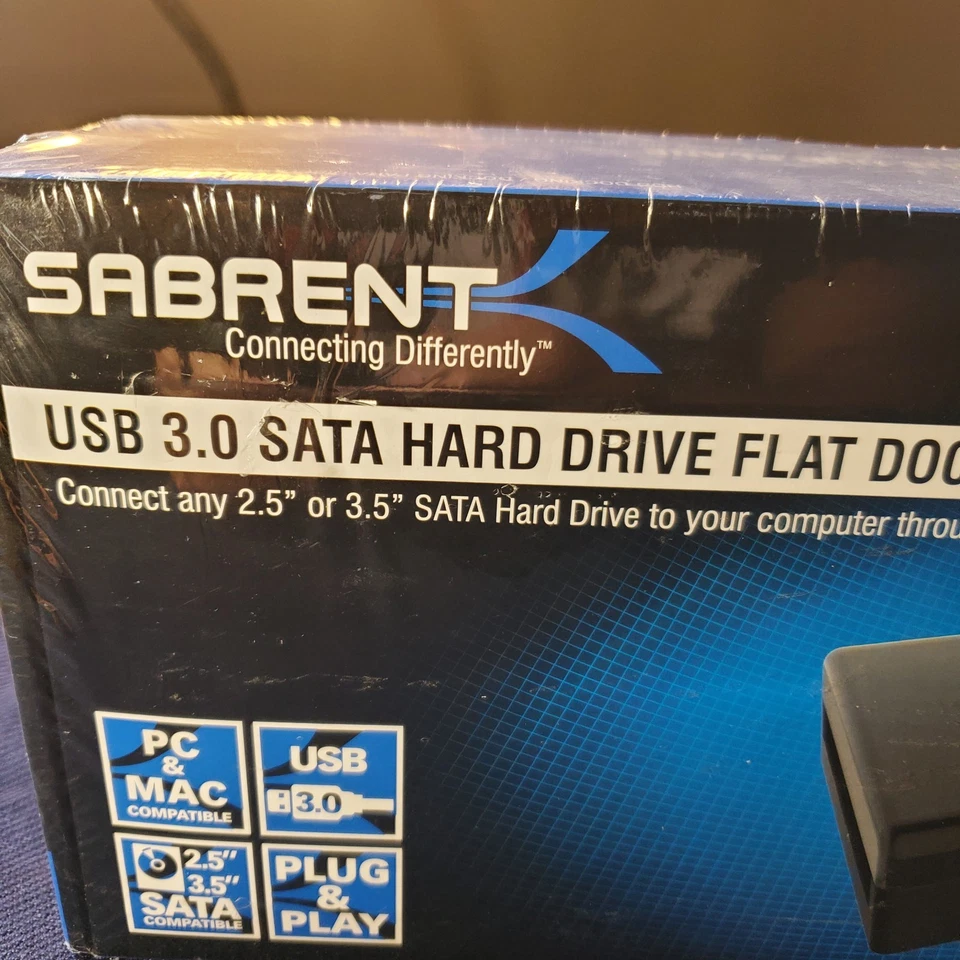 SABRENT
Connecting Differently™
USB 3.0 SATA HARD DRIVE FLAT DOC
Connect any 2.5” or 3.5” SATA Hard Drive to your computer throu
PC
&
MAC
COMPATIBLE
USB
3.0
2.5”
3.5”
SATA
COMPATIBLE
PLUG
&
PLAY